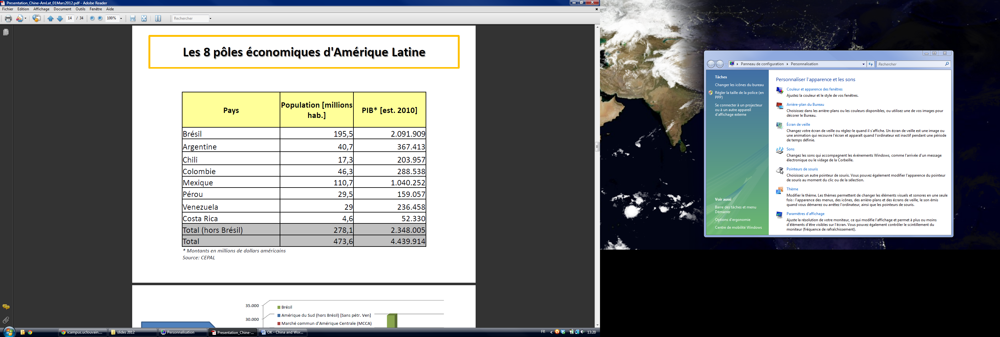 Presentation_Chine-AmLat_01Mars2012.pdf - Adobe Reader
Fichier Edition Affichage Document Outils Fenêtre Aide
14 / 34 100% Rechercher
Les 8 pôles économiques d'Amérique Latine
Pays Population [millions hab.] PIB* [est. 2010]
Brésil 195,5 2.091.909
Argentine 40,7 367.413
Chili 17,3 203.957
Colombie 46,3 288.538
Mexique 110,7 1.040.252
Pérou 29,5 159.057
Venezuela 29 236.458
Costa Rica 4,6 52.330
Total (hors Brésil) 278,1 2.348.005
Total 473,6 4.439.914
* Montants en millions de dollars américains
Source: CEPAL
35.000
30.000
Brésil
Amérique du Sud (hors Brésil) [Sans pétr. Ven]
Marché commun d'Amérique Centrale (MCCA)
icampus.uclouvain.... slides 2012 Personnalisation Presentation_Chine-... OK - China and Wor... FR 13:20
Panneau de configuration Personnalisation Rechercher
Tâches
Changer les icônes du bureau
Régler la taille de la police (en
PPP)
Se connecter à un projecteur
ou à un autre appareil
d'affichage externe
Voir aussi
Barre des tâches et menu
Démarrer
Options d'ergonomie
Centre de mobilité Windows
Personnaliser l'apparence et les sons
Couleur et apparence des fenêtres
Ajustez la couleur et le style de vos fenêtres.
Arrière-plan du Bureau
Choisissez dans les arrière-plans ou les couleurs disponibles, ou utilisez une de vos images pour
décorer le Bureau.
Écran de veille
Changez votre écran de veille ou réglez-le quand il s'affiche. Un écran de veille est une image ou
une animation qui recouvre l'écran et apparaît quand l'ordinateur est inactif pendant une période
de temps définie.
Sons
Changez les sons qui accompagnent les événements Windows, comme l'arrivée d'un message
électronique ou le vidage de la Corbeille.
Pointeurs de souris
Choisissez un autre pointeur de souris. Vous pouvez également modifier l'apparence du pointeur
de souris au moment du clic ou de la sélection.
Thème
Modifier le thème. Les thèmes permettent de changer les éléments visuels et sonores en une seule
fois : l'apparence des menus, des icônes, des arrière-plans et des écrans de veille, le son émis
quand vous démarrez ou arrêtez l'ordinateur, ainsi que les pointeurs de souris.
Paramètres d'affichage
Ajuste la résolution de votre moniteur, ce qui modifie l'affichage et permet à plus ou moins
d'éléments d'être visibles sur l'écran. Vous pouvez également contrôler le scintillement du
moniteur (fréquence de rafraîchissement).